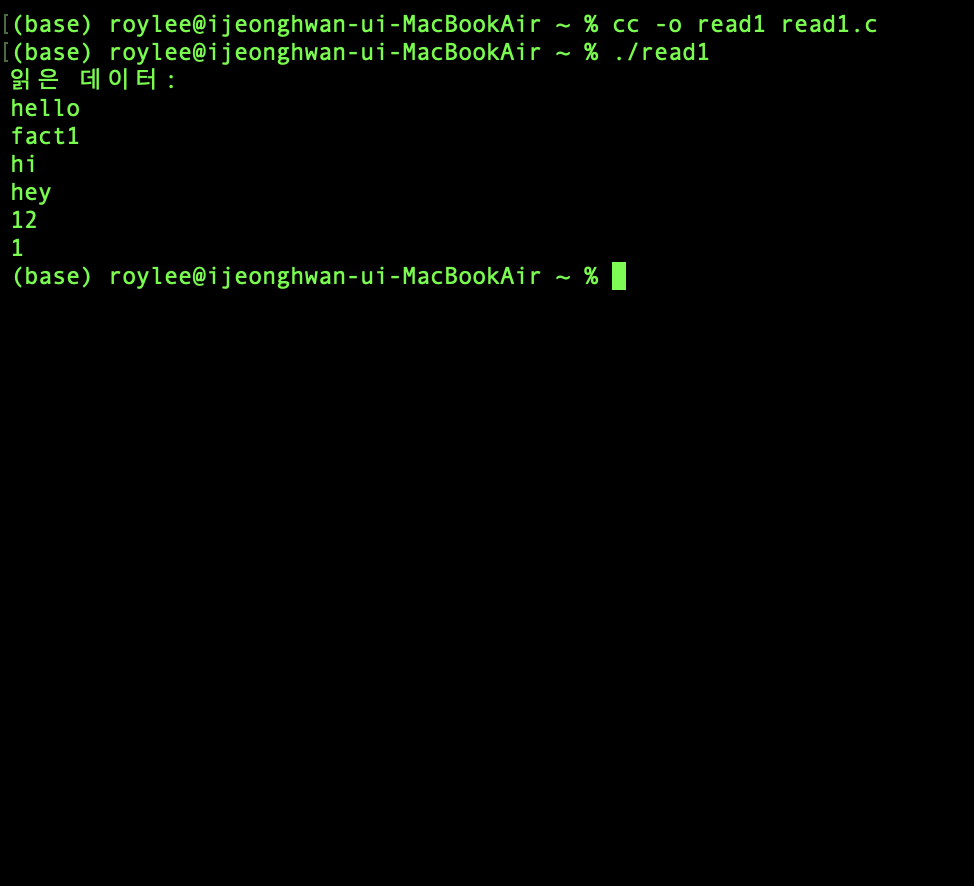 [(base) roylee@ijeonghwan-ui-MacBookAir ~ % cc -o read1 read1.c
[(base) roylee@ijeonghwan-ui-MacBookAir ~ % ./read1
읽은 데이터:
hello
fact1
hi
hey
12
1
(base) roylee@ijeonghwan-ui-MacBookAir ~ %